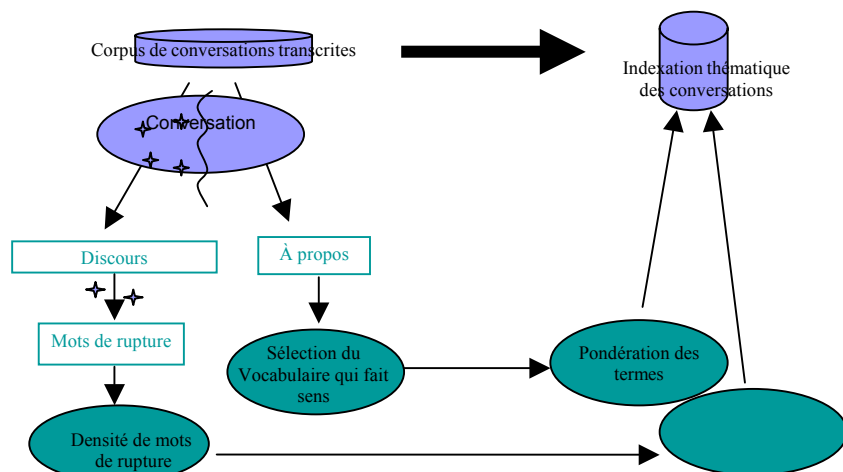 Corpus de conversations transcrites
Indexation thématique
des conversations
Conversation
Discours
À propos
Mots de rupture
Sélection du
Vocabulaire qui fait
sens
Pondération des
termes
Densité de mots
de rupture